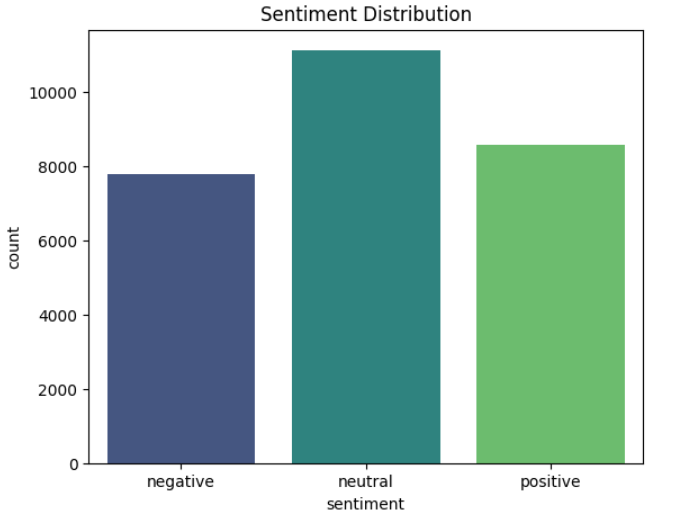 Sentiment Distribution
10000
8000
6000
4000
2000
0
count
negative neutral positive
sentiment